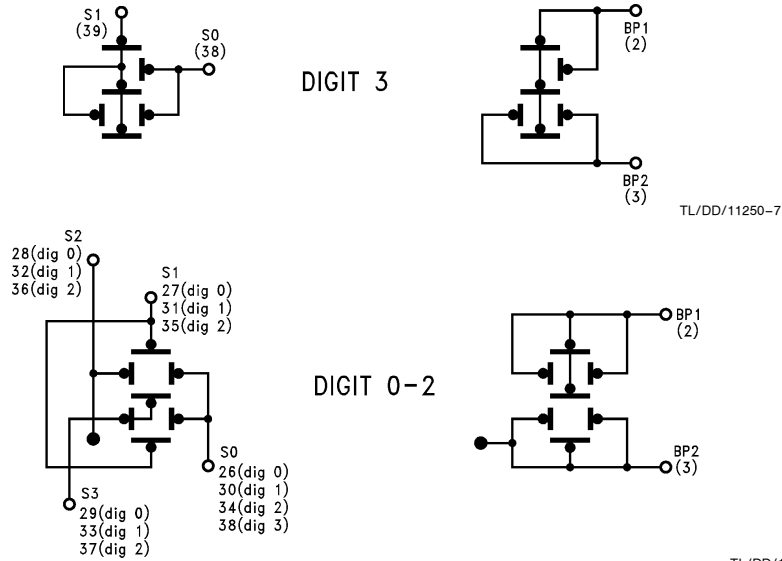 S1
(39)
S0
(38)
DIGIT 3
BP1
(2)
BP2
(3)
TL/DD/11250-7
S2
28(dig 0)
32(dig 1)
36(dig 2)
S1
27(dig 0)
31(dig 1)
35(dig 2)
DIGIT 0-2
BP1
(2)
BP2
(3)
S0
26(dig 0)
30(dig 1)
34(dig 2)
38(dig 3)
S3
29(dig 0)
33(dig 1)
37(dig 2)